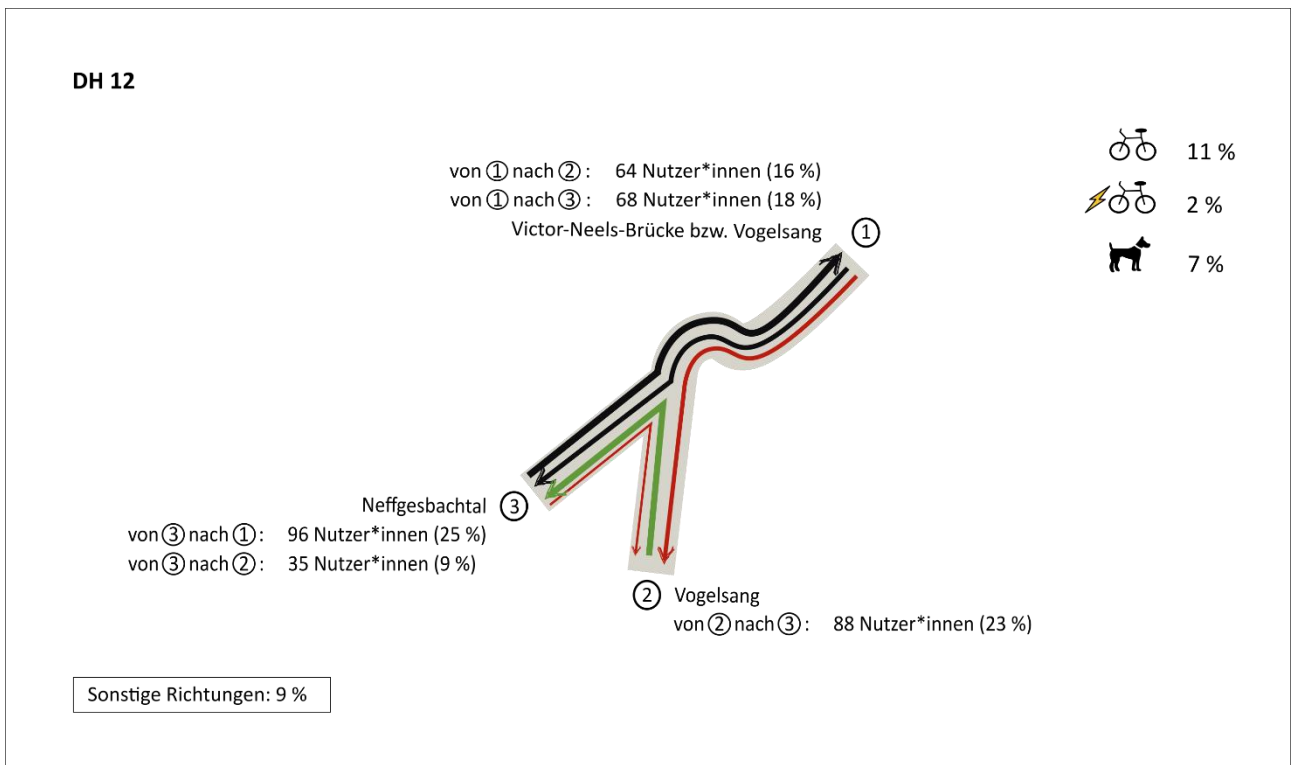 DH 12
von ① nach ② : 64 Nutzer*innen (16 %)
von ① nach ③ : 68 Nutzer*innen (18 %)
Victor-Neels-Brücke bzw. Vogelsang ①
11 %
2 %
7 %
Neffgesbachtal ③
von ③ nach ① : 96 Nutzer*innen (25 %)
von ③ nach ② : 35 Nutzer*innen (9 %)
② Vogelsang
von ② nach ③ : 88 Nutzer*innen (23 %)
Sonstige Richtungen: 9 %